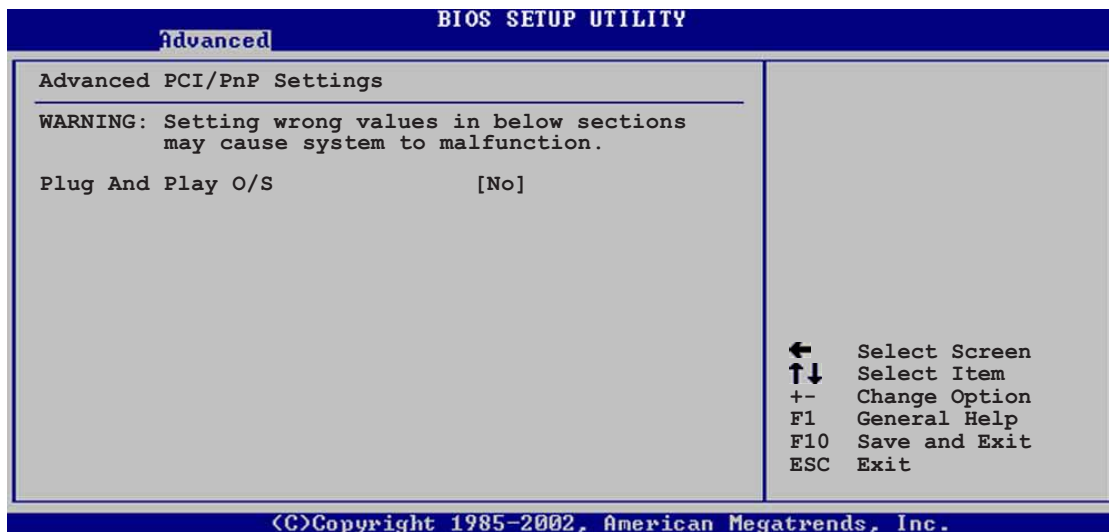 BIOS SETUP UTILITY
Advanced
Advanced PCI/PnP Settings
WARNING: Setting wrong values in below sections
may cause system to malfunction.
Plug And Play O/S [No]
← Select Screen
↑↓ Select Item
+- Change Option
F1 General Help
F10 Save and Exit
ESC Exit
(C)Copyright 1985-2002, American Megatrends, Inc.